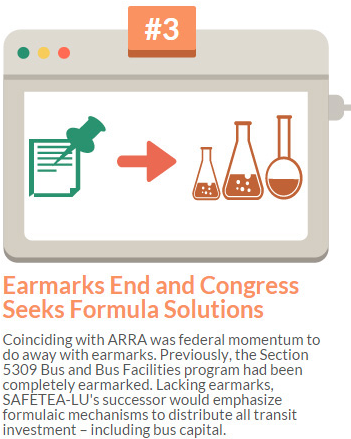 #3
Earmarks End and Congress
Seeks Formula Solutions
Coinciding with ARRA was federal momentum to
do away with earmarks. Previously, the Section
5309 Bus and Bus Facilities program had been
completely earmarked. Lacking earmarks,
SAFETEA-LU's successor would emphasize
formulaic mechanisms to distribute all transit
investment – including bus capital.